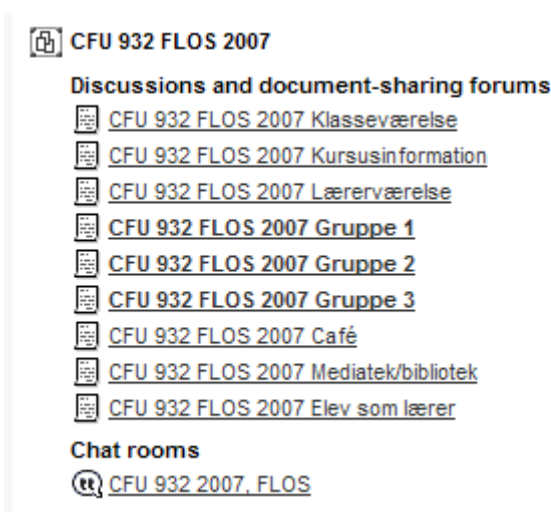 CFU 932 FLOS 2007
Discussions and document-sharing forums
CFU 932 FLOS 2007 Klasseværelse
CFU 932 FLOS 2007 Kursusinformation
CFU 932 FLOS 2007 Lærerværelse
CFU 932 FLOS 2007 Gruppe 1
CFU 932 FLOS 2007 Gruppe 2
CFU 932 FLOS 2007 Gruppe 3
CFU 932 FLOS 2007 Café
CFU 932 FLOS 2007 Mediatek/bibliotek
CFU 932 FLOS 2007 Elev som lærer
Chat rooms
CFU 932 2007, FLOS